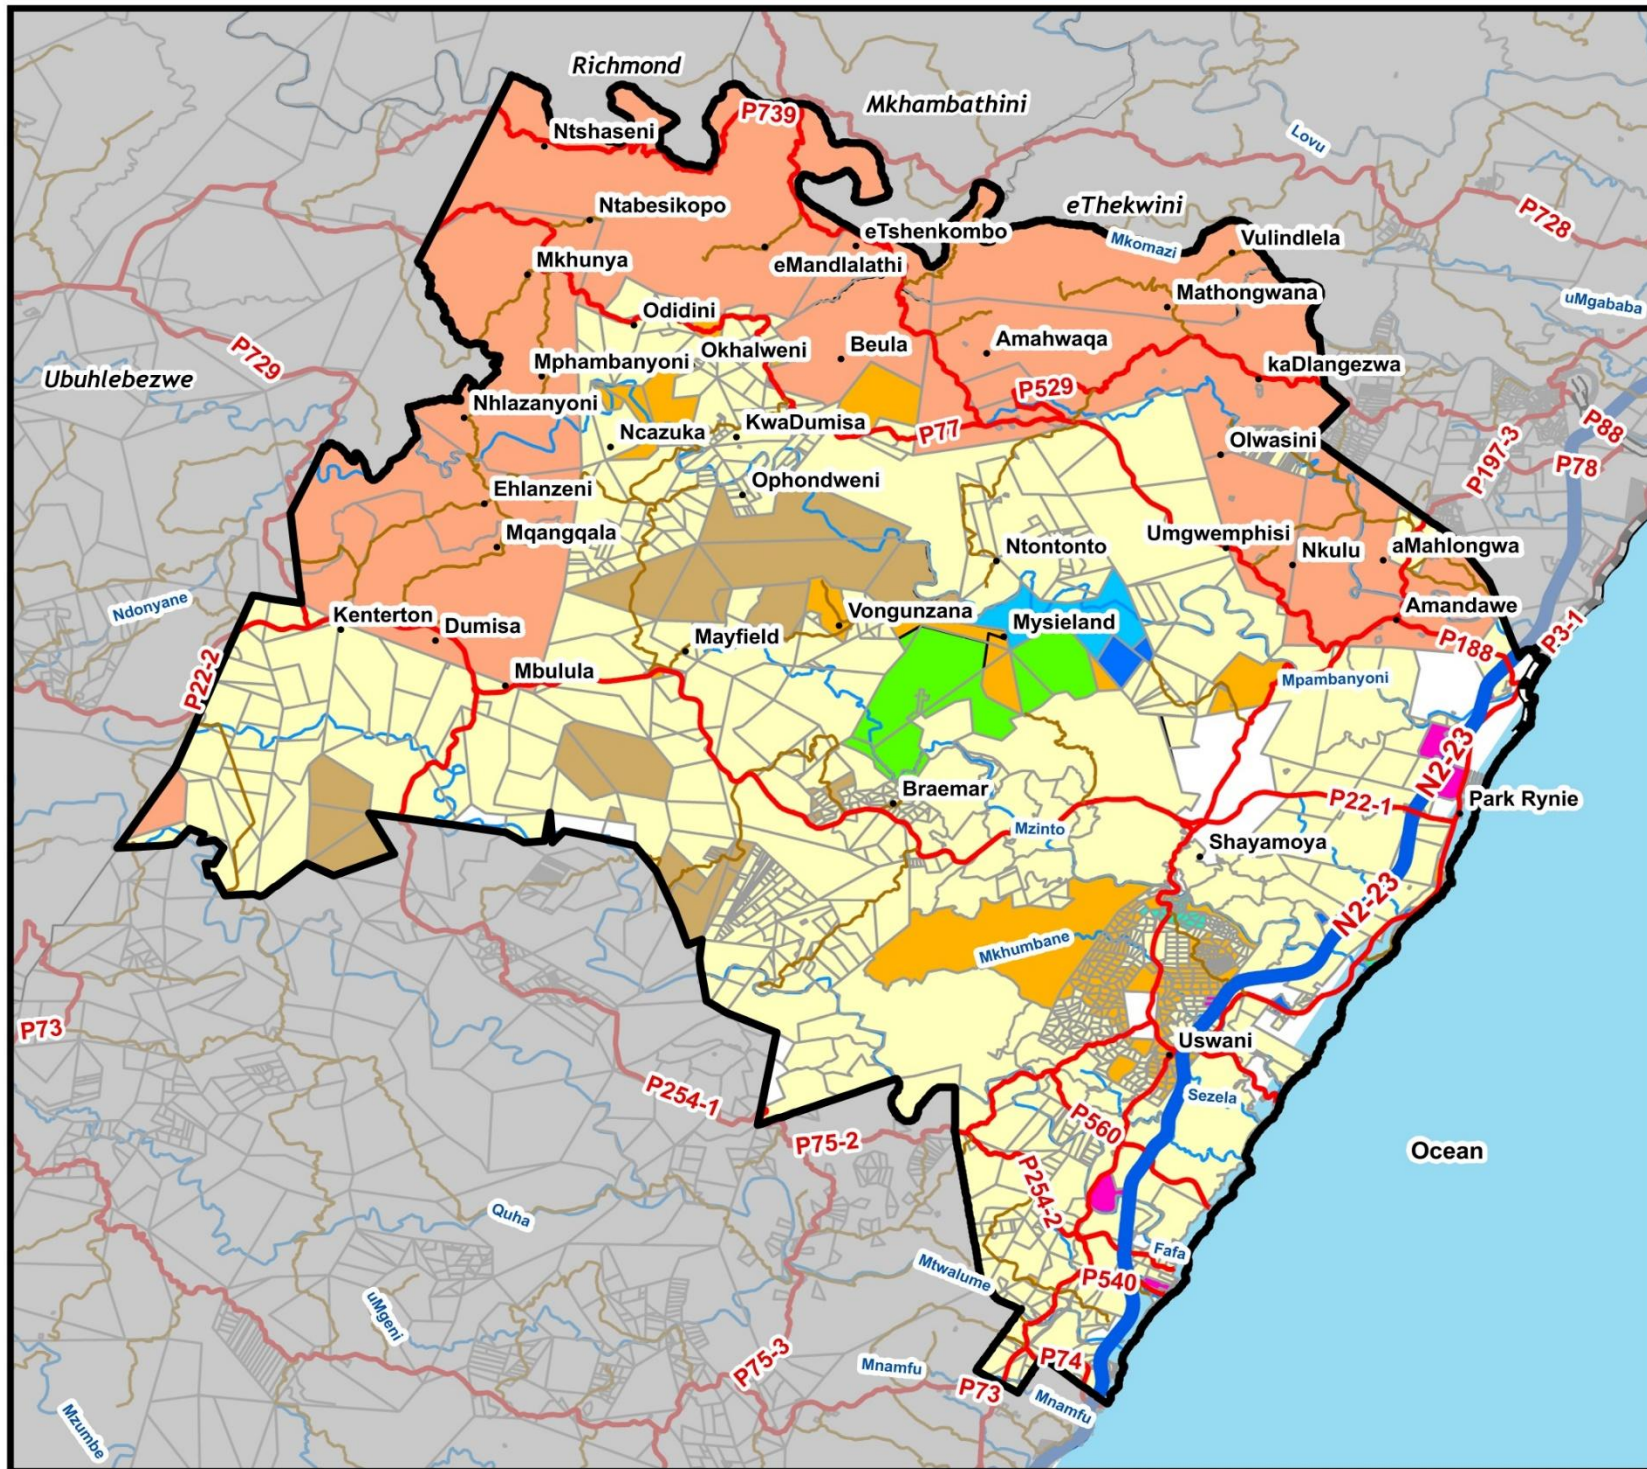 Richmond
Mkhambathini
P739
Ntshaseni
Lovu
eThekwini
P728
Ntabesikopo
eTshenkombo
Mkomazi
Vulindlela
Mkhunya
eMandlalathi
Mathongwana
uMgababa
Odidini
Okhalweni
Beula
Amahwaqa
P729
Ubuhlebezwe
Mphambanyoni
kaDlangezwa
P529
Nhlazanyoni
P88
KwaDumisa
P77
Ncazuka
Olwasini
P197-3
P78
Ophondweni
Ehlanzeni
Mqangqala
Umgwemphisi
Ntontonto
Nkulu
aMahlongwa
Ndonyane
Kenterton
Dumisa
Vongunzana
Mysieland
Amandawe
Mayfield
P188
P3-1
Mbulula
P22-2
Mpambanyoni
N2-23
Braemar
P22-1
Park Rynie
Mzinto
Shayamoya
N2-23
Mkhumbane
P73
Uswani
Sezela
P254-1
P560
P75-2
Ocean
P254-2
Quha
Fafa
Mtwalume
P540
uMgeni
P75-3
P74
Mnamfu
P73
Mnamfu
Mzumbe